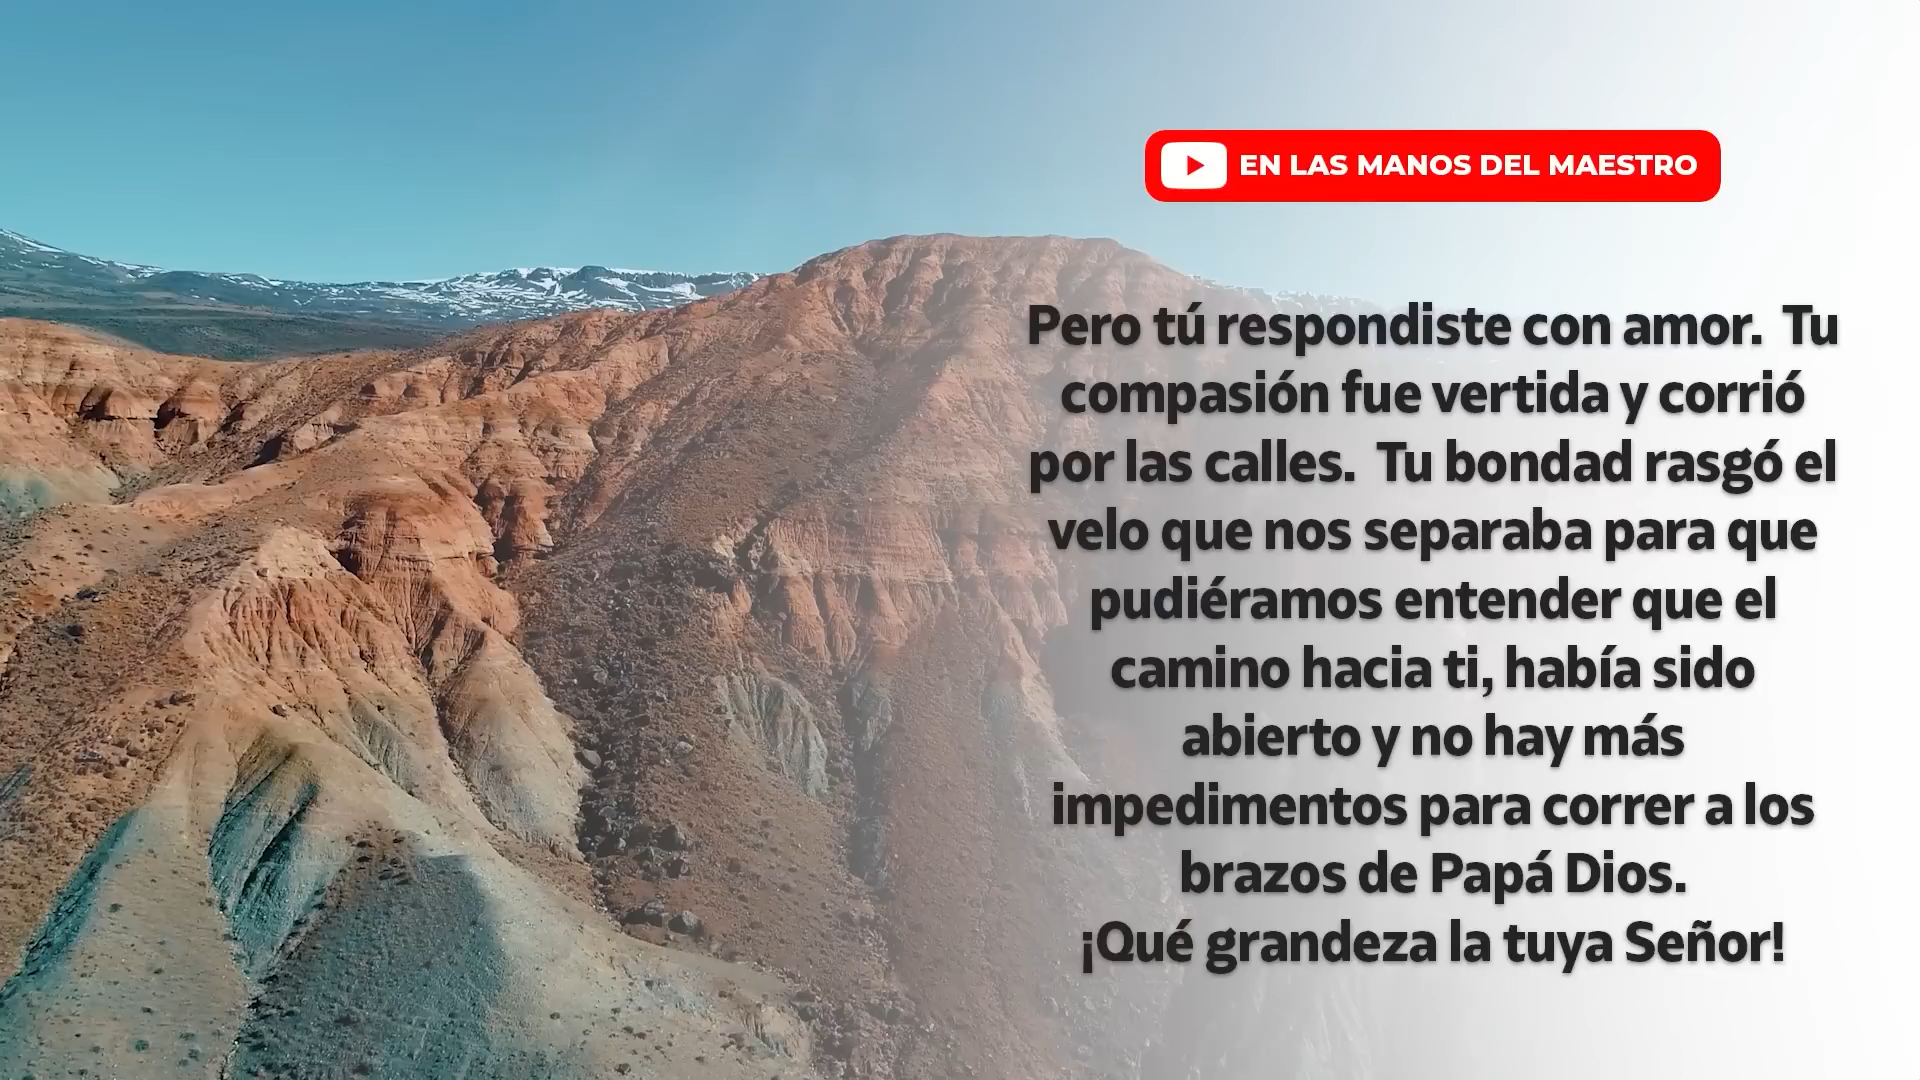 EN LAS MANOS DEL MAESTRO
Pero tú respondiste con amor.  Tu
compasión fue vertida y corrió
por las calles.  Tu bondad rasgó el
velo que nos separaba para que
pudiéramos entender que el
camino hacia ti, había sido
abierto y no hay más
impedimentos para correr a los
brazos de Papá Dios.
¡Qué grandeza la tuya Señor!